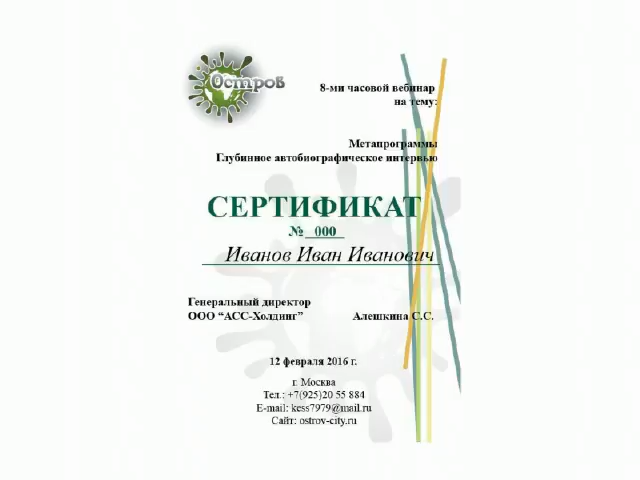 Остров
8-ми часовой вебинар
на тему:
Метапрограммы
Глубинное автобиографическое интервью
СЕРТИФИКАТ
№ 000
Иванов Иван Иванович
Генеральный директор
ООО “АСС-Холдинг” Алешкина С.С.
12 февраля 2016 г.
г. Москва
Тел.: +7(925)20 55 884
E-mail: kess7979@mail.ru
Сайт: ostrov-city.ru